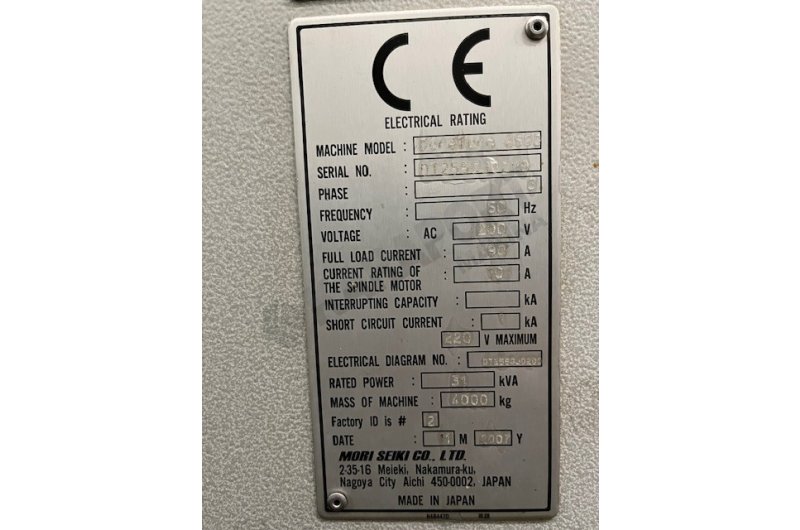 CE
ELECTRICAL RATING
MACHINE MODEL :
SERIAL NO. :
PHASE :
FREQUENCY : Hz
VOLTAGE : AC 200 V
FULL LOAD CURRENT : A
CURRENT RATING OF
THE SPINDLE MOTOR : A
INTERRUPTING CAPACITY : kA
SHORT CIRCUIT CURRENT : kA
220 V MAXIMUM
ELECTRICAL DIAGRAM NO. :
RATED POWER : 31 kVA
MASS OF MACHINE : 4000 kg
Factory ID is # 2
DATE : M 2007 Y
MORI SEIKI CO., LTD.
2-35-16 Meieki, Nakamura-ku,
Nagoya City Aichi 450-0002, JAPAN
MADE IN JAPAN